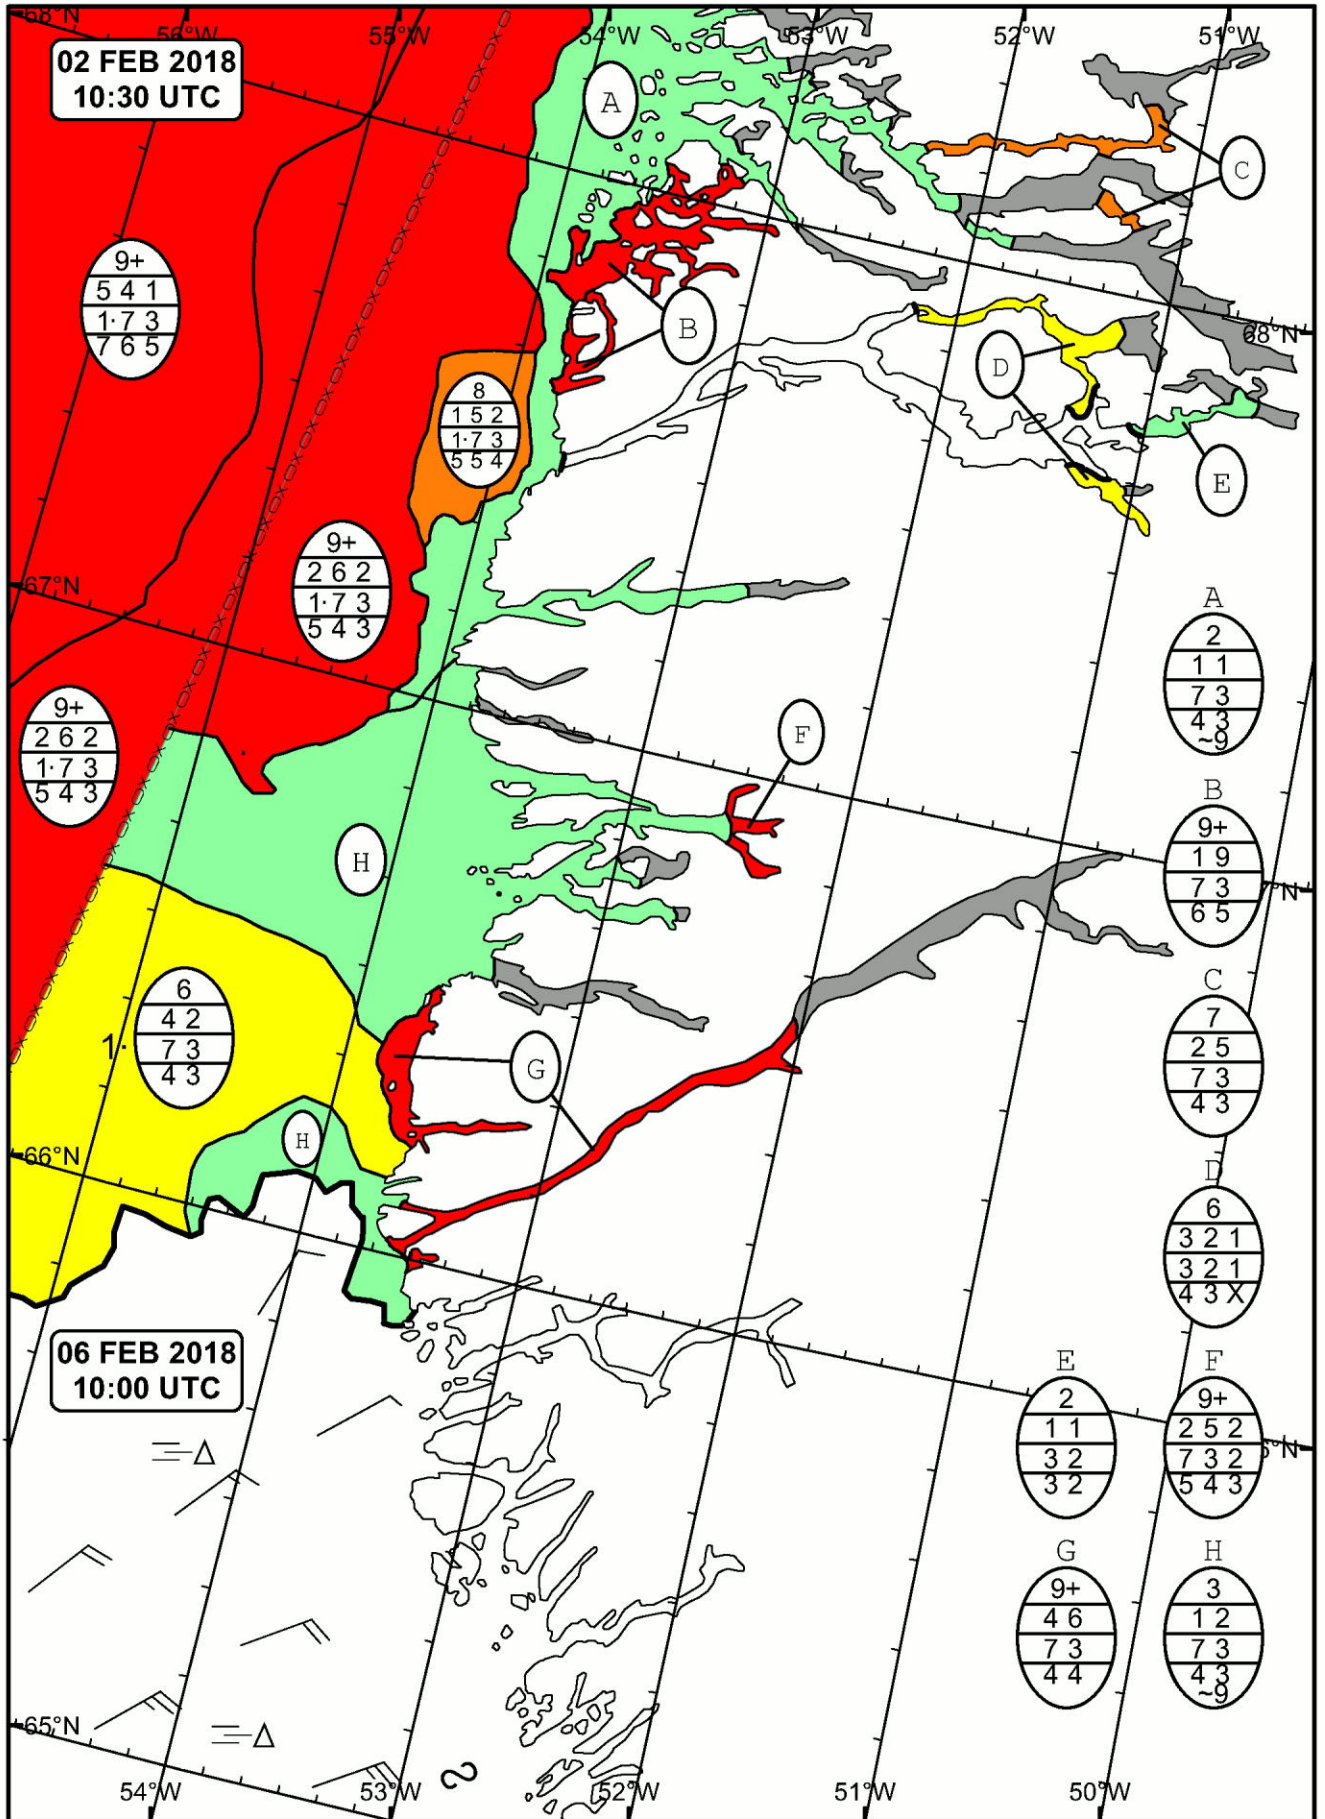 68°N
56°W
55°W
54°W
53°W
52°W
51°W
02 FEB 2018
10:30 UTC
A
C
9+
5 4 1
1· 7 3
7 6 5
B
68°N
D
8
1 5 2
1· 7 3
5 5 4
E
9+
2 6 2
1· 7 3
5 4 3
67°N
A
2
1 1
7 3
4 3
~9
9+
2 6 2
1· 7 3
5 4 3
F
B
9+
1 9
7 3
6 5
°N
H
6
4 2
1· 7 3
4 3
C
7
2 5
7 3
4 3
G
H
66°N
D
6
3 2 1
3 2 1
4 3 X
06 FEB 2018
10:00 UTC
E
2
1 1
3 2
3 2
F
9+
2 5 2
7 3 2
5 4 3
°N
G
9+
4 6
7 3
4 4
H
3
1 2
7 3
4 3
~9
65°N
54°W
53°W
52°W
51°W
50°W